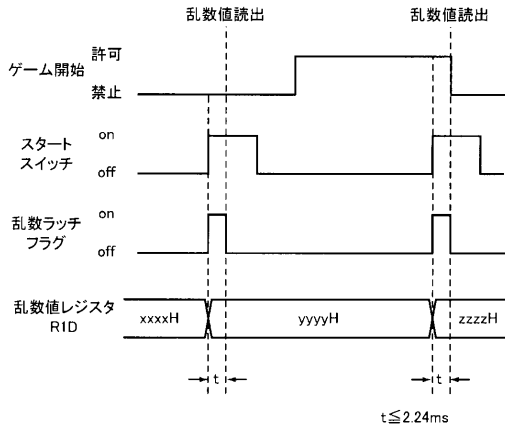 乱数値読出 乱数値読出
許可
ゲーム開始
禁止
on
スタート
スイッチ
off
on
乱数ラッチ
フラグ
off
乱数値レジスタ
R1D
xxxxH yyyyH zzzzH
t t
t≦2.24ms